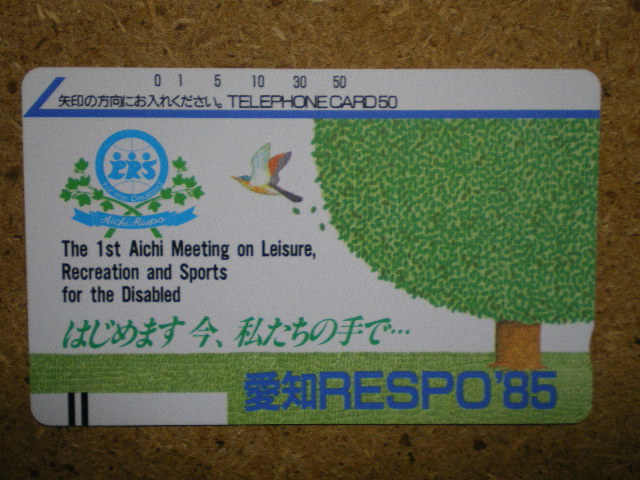 0 1 5 10 30 50
矢印の方向にお入れください。TELEPHONE CARD 50
Aichi Respo
The 1st Aichi Meeting on Leisure,
Recreation and Sports
for the Disabled
はじめます 今、私たちの手で…
愛知RESPO'85